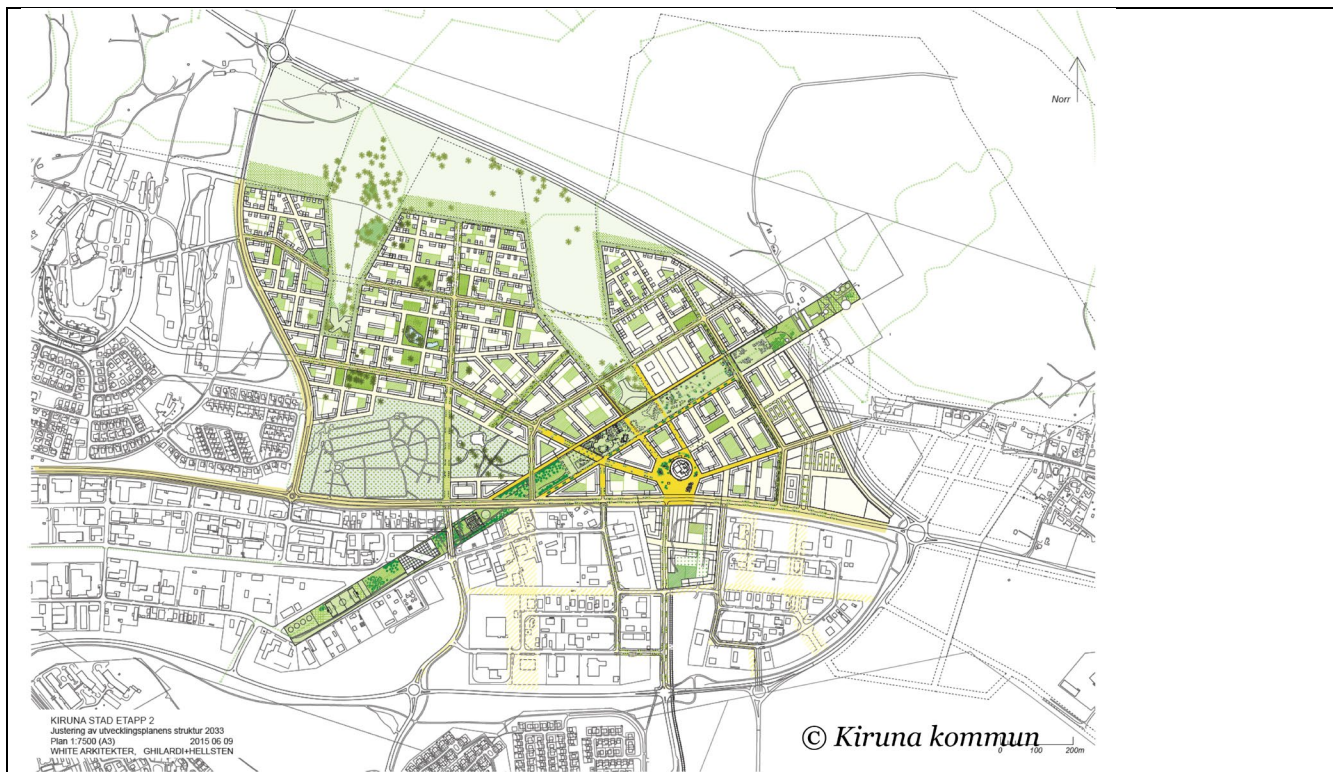 Norr
KIRUNA STAD ETAPP 2
Justering av utvecklingsplanens struktur 2033
Plan 1:7500 (A3) 2015 06 09
WHITE ARKITEKTER, GHILARDI+HELLSTEN
© Kiruna kommun
0 100 200m